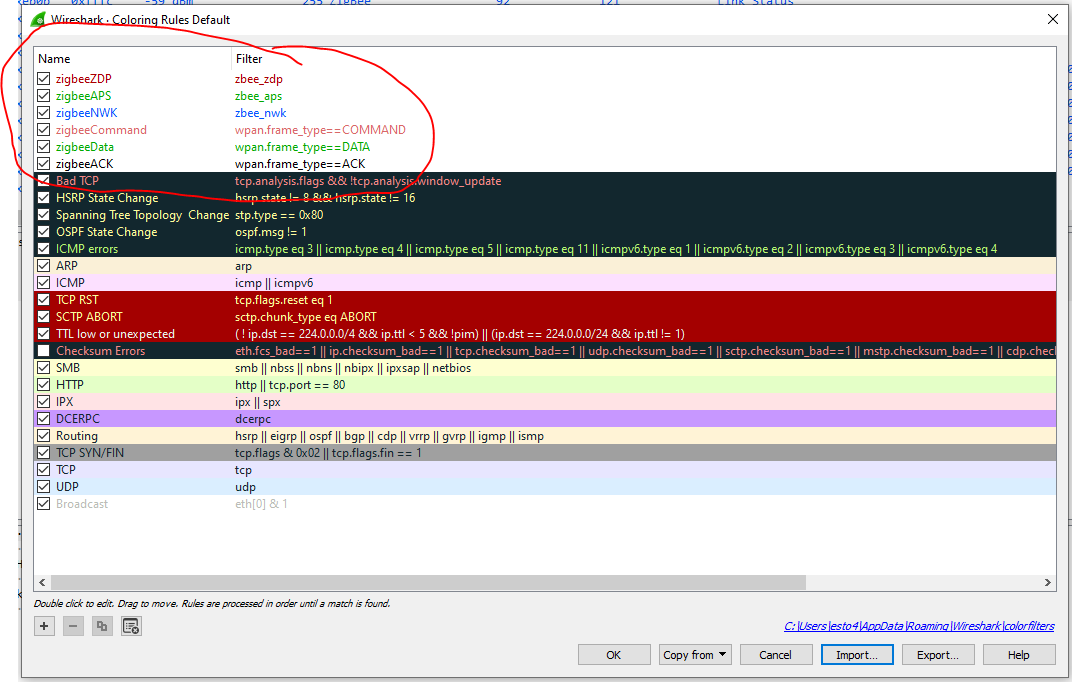 -59 dBm 255 ZigBee 92 121 Link Status
Wireshark · Coloring Rules Default
Name Filter
zigbeeZDP zbee_zdp
zigbeeAPS zbee_aps
zigbeeNWK zbee_nwk
zigbeeCommand wpan.frame_type==COMMAND
zigbeeData wpan.frame_type==DATA
zigbeeACK wpan.frame_type==ACK
Bad TCP tcp.analysis.flags && !tcp.analysis.window_update
HSRP State Change hsrp.state != 8 && hsrp.state != 16
Spanning Tree Topology Change stp.type == 0x80
OSPF State Change ospf.msg != 1
ICMP errors icmp.type eq 3 || icmp.type eq 4 || icmp.type eq 5 || icmp.type eq 11 || icmpv6.type eq 1 || icmpv6.type eq 2 || icmpv6.type eq 3 || icmpv6.type eq 4
ARP arp
ICMP icmp || icmpv6
TCP RST tcp.flags.reset eq 1
SCTP ABORT sctp.chunk_type eq ABORT
TTL low or unexpected ( ! ip.dst == 224.0.0.0/4 && ip.ttl < 5 && !pim) || (ip.dst == 224.0.0.0/24 && ip.ttl != 1)
Checksum Errors eth.fcs_bad==1 || ip.checksum_bad==1 || tcp.checksum_bad==1 || udp.checksum_bad==1 || sctp.checksum_bad==1 || mstp.checksum_bad==1 || cdp.chec
SMB smb || nbss || nbns || nbipx || ipxsap || netbios
HTTP http || tcp.port == 80
IPX ipx || spx
DCERPC dcerpc
Routing hsrp || eigrp || ospf || bgp || cdp || vrrp || gvrp || igmp || ismp
TCP SYN/FIN tcp.flags & 0x02 || tcp.flags.fin == 1
TCP tcp
UDP udp
Broadcast eth[0] & 1
Double click to edit. Drag to move. Rules are processed in order until a match is found.
C:\Users\esto4\AppData\Roaming\Wireshark\colorfilters
OK Copy from Cancel Import... Export... Help